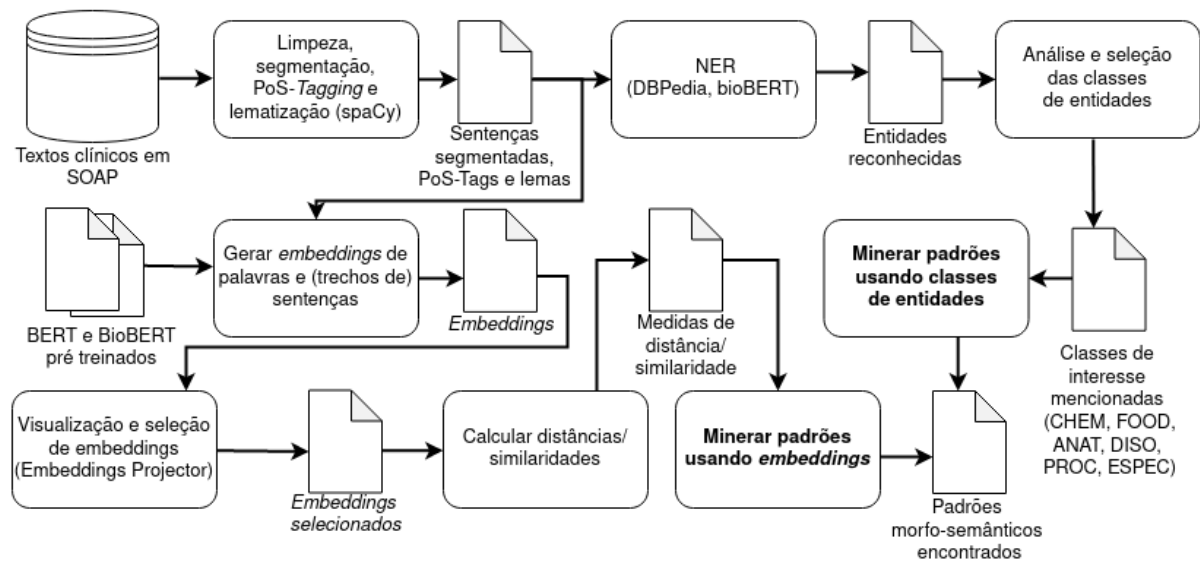 Limpeza,
segmentação,
PoS-Tagging e
lematização (spaCy)
Textos clínicos em
SOAP
Sentenças
segmentadas,
PoS-Tags e lemas
NER
(DBPedia, bioBERT)
Entidades
reconhecidas
Análise e seleção
das classes
de entidades
BERT e BioBERT
pré treinados
Gerar embeddings de
palavras e (trechos de)
sentenças
Embeddings
Medidas de
distância/
similaridade
Minerar padrões
usando classes
de entidades
Classes de
interesse
mencionadas
(CHEM, FOOD,
ANAT, DISO,
PROC, ESPEC)
Visualização e seleção
de embeddings
(Embeddings Projector)
Embeddings
selecionados
Calcular distâncias/
similaridades
Minerar padrões
usando embeddings
Padrões
morfo-semânticos
encontrados